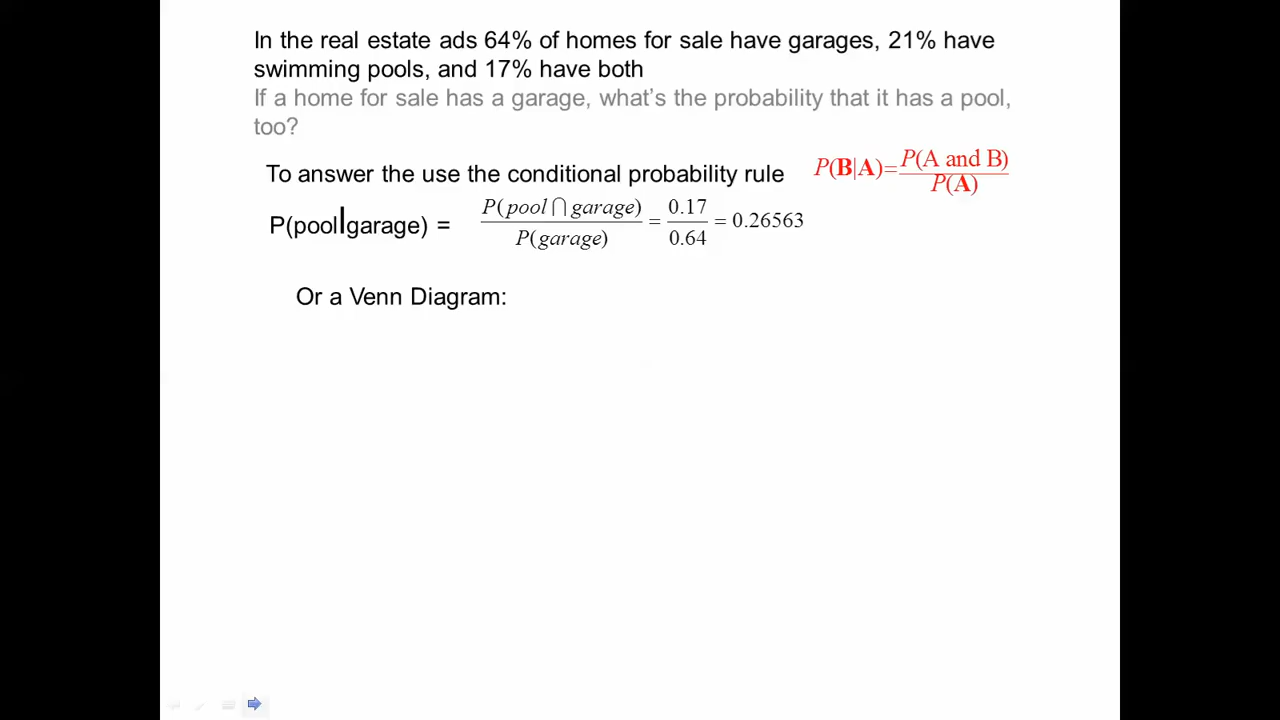 In the real estate ads 64% of homes for sale have garages, 21% have
swimming pools, and 17% have both
If a home for sale has a garage, what's the probability that it has a pool,
too?
To answer the use the conditional probability rule P(B|A)=P(A and B)/P(A)
P(pool|garage) = P(pool ⋂ garage)/P(garage) = 0.17/0.64 = 0.26563
Or a Venn Diagram: